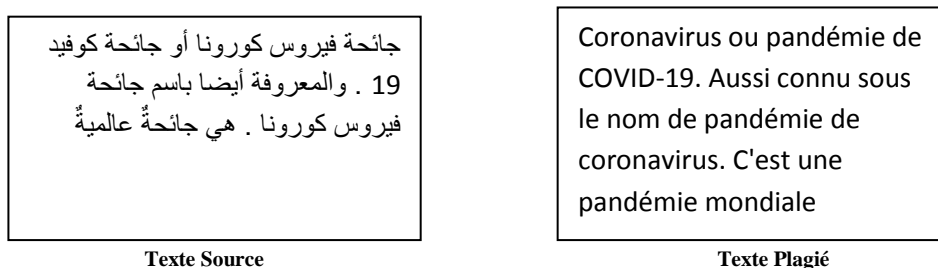 جائحة فيروس كورونا أو جائحة كوفيد
19 . والمعروفة أيضا باسم جائحة
فيروس كورونا . هي جائحةٌ عالميةٌ
Texte Source
Coronavirus ou pandémie de
COVID-19. Aussi connu sous
le nom de pandémie de
coronavirus. C'est une
pandémie mondiale
Texte Plagié